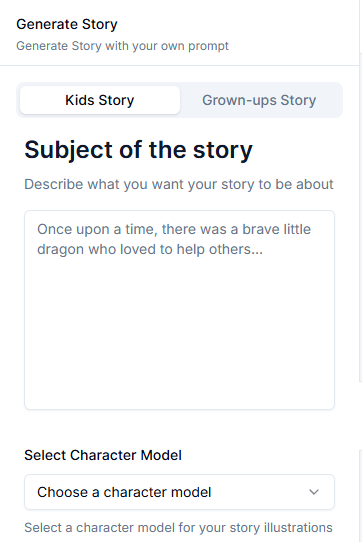 Generate Story
Generate Story with your own prompt
Kids Story
Grown-ups Story
Subject of the story
Describe what you want your story to be about
Once upon a time, there was a brave little
dragon who loved to help others...
Select Character Model
Choose a character model
Select a character model for your story illustrations